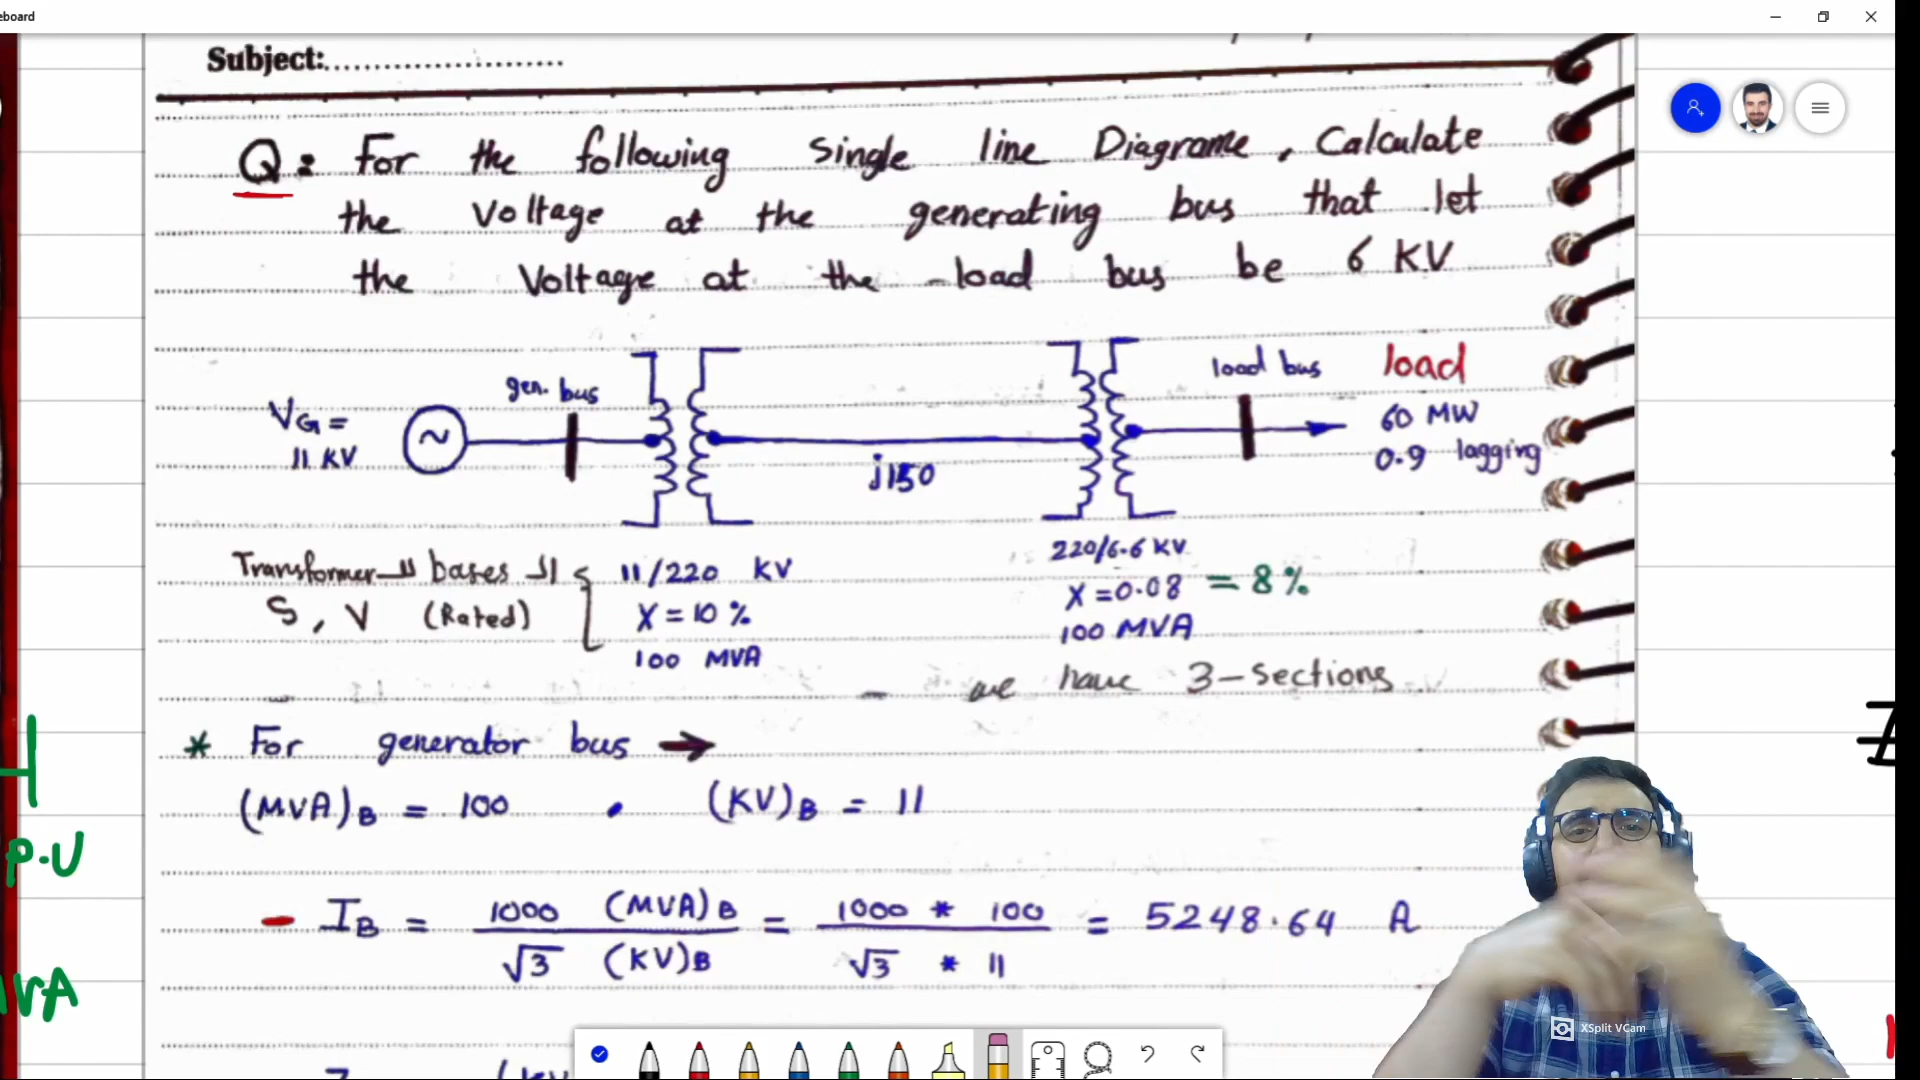 eboard
Subject:........................
Q: For the following single line Diagrame, Calculate
the Voltage at the generating bus that let
the Voltage at the load bus be 6 KV
gen. bus
load bus
load
VG =
11 KV
60 MW
0.9 lagging
j150
Transformer ال bases ال
S, V (Rated)
11/220 KV
X = 10 %
100 MVA
220/6.6 KV
X = 0.08 = 8%
100 MVA
- we have 3-sections
* For generator bus →
(MVA)B = 100 . (KV)B = 11
p.U
- IB = 1000 (MVA)B / √3 (KV)B = 1000 * 100 / √3 * 11 = 5248.64 A
VA
XSplit VCam